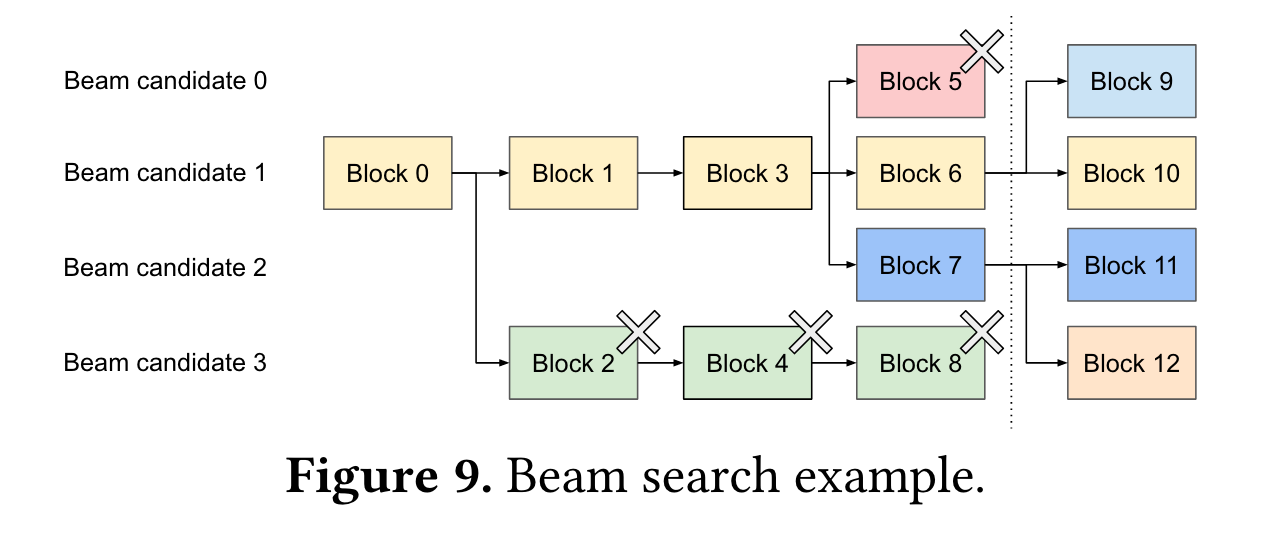 Beam candidate 0
Block 5
Block 9
Beam candidate 1
Block 0
Block 1
Block 3
Block 6
Block 10
Beam candidate 2
Block 7
Block 11
Beam candidate 3
Block 2
Block 4
Block 8
Block 12
Figure 9. Beam search example.